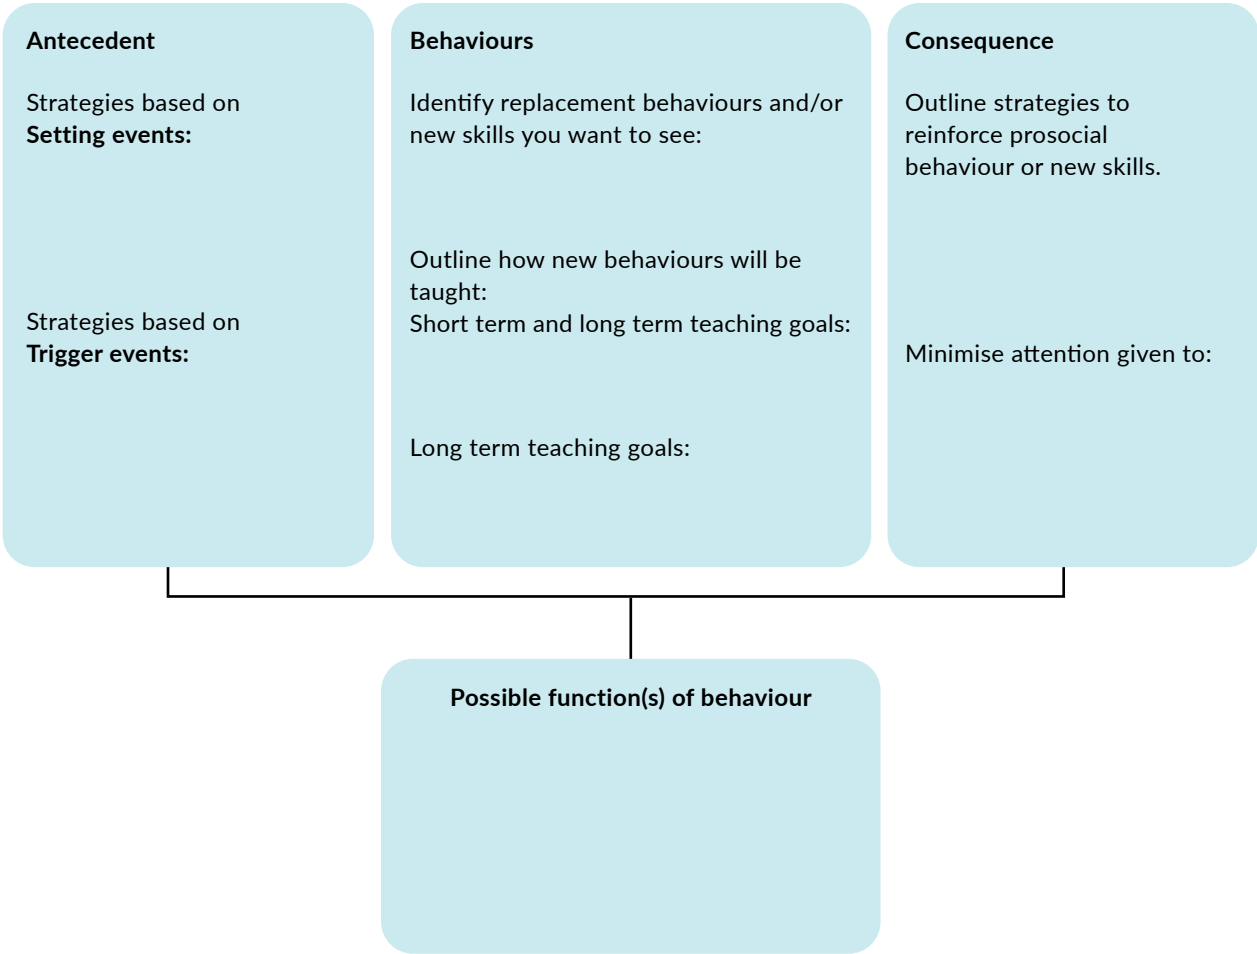 Antecedent
Strategies based on
Setting events:
Strategies based on
Trigger events:
Behaviours
Identify replacement behaviours and/or
new skills you want to see:
Outline how new behaviours will be
taught:
Short term and long term teaching goals:
Long term teaching goals:
Consequence
Outline strategies to
reinforce prosocial
behaviour or new skills.
Minimise attention given to:
Possible function(s) of behaviour